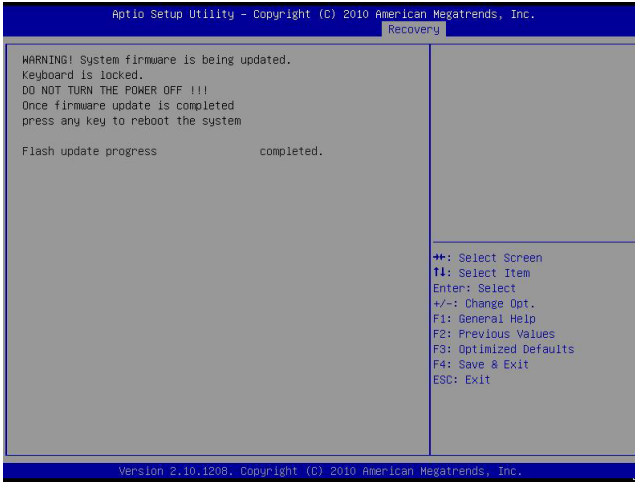 Aptio Setup Utility – Copyright (C) 2010 American Megatrends, Inc.
Recovery
WARNING! System firmware is being updated.
Keyboard is locked.
DO NOT TURN THE POWER OFF !!!
Once firmware update is completed
press any key to reboot the system
Flash update progress completed.
→←: Select Screen
↑↓: Select Item
Enter: Select
+/-: Change Opt.
F1: General Help
F2: Previous Values
F3: Optimized Defaults
F4: Save & Exit
ESC: Exit
Version 2.10.1208. Copyright (C) 2010 American Megatrends, Inc.